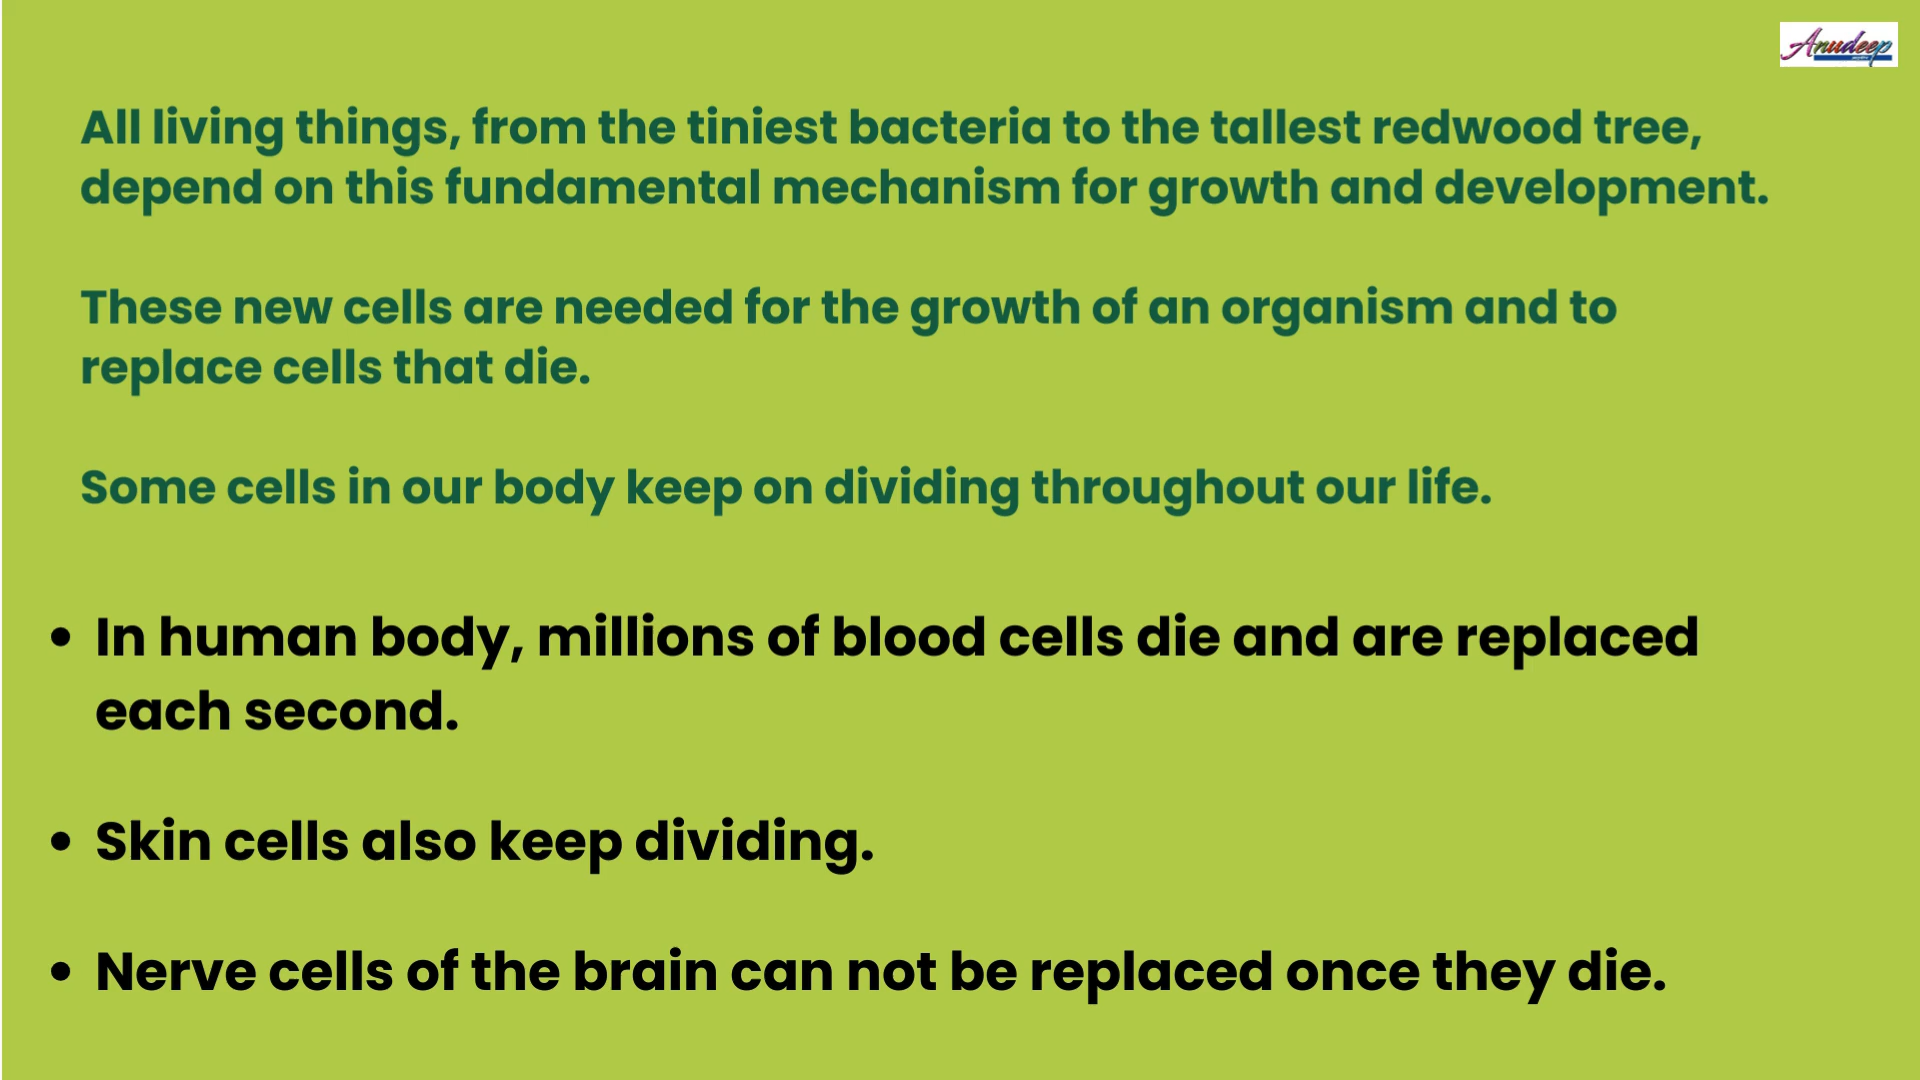 Anudeep
All living things, from the tiniest bacteria to the tallest redwood tree,
depend on this fundamental mechanism for growth and development.
These new cells are needed for the growth of an organism and to
replace cells that die.
Some cells in our body keep on dividing throughout our life.
• In human body, millions of blood cells die and are replaced
each second.
• Skin cells also keep dividing.
• Nerve cells of the brain can not be replaced once they die.